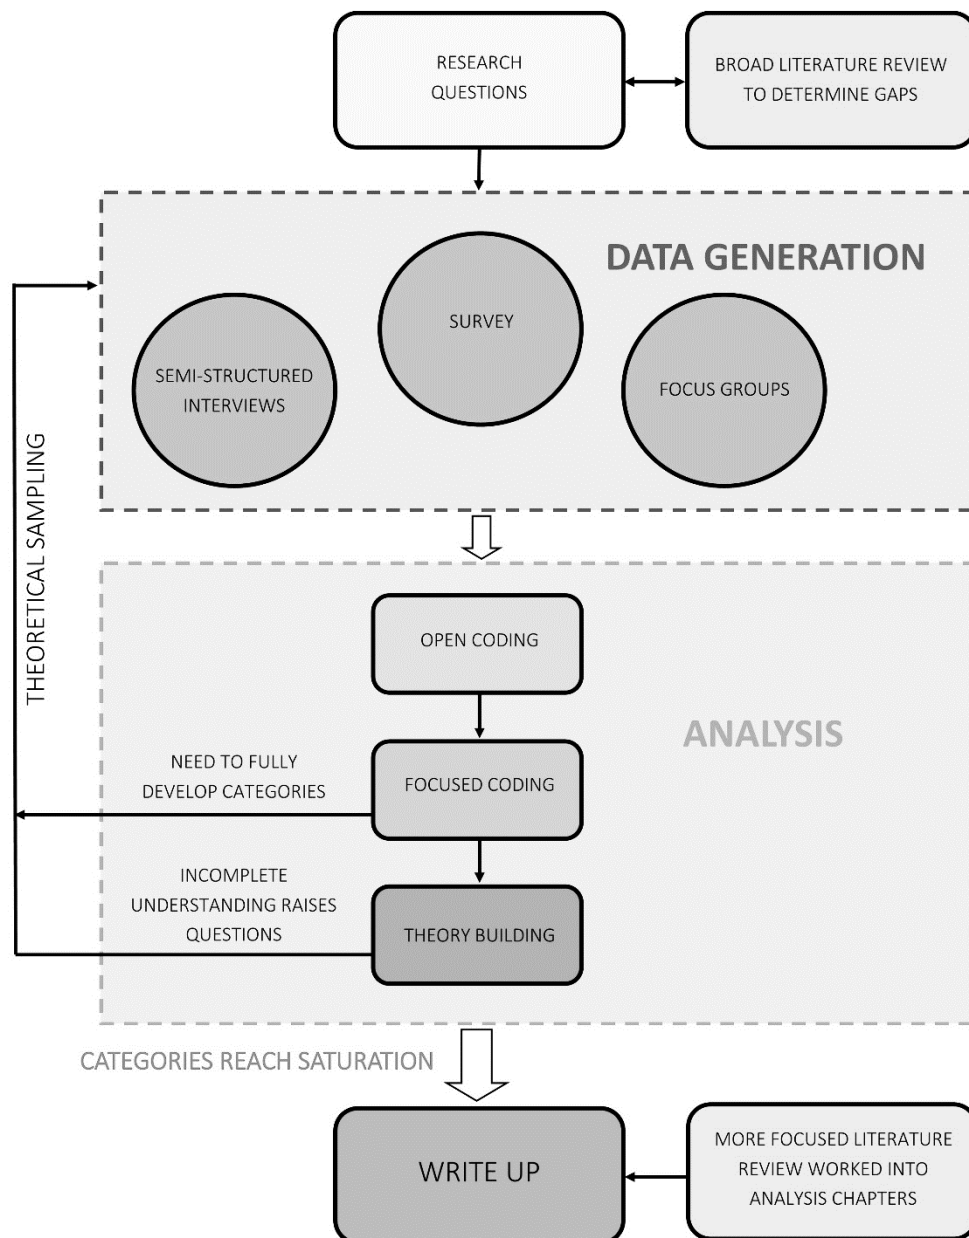 RESEARCH
QUESTIONS
BROAD LITERATURE REVIEW
TO DETERMINE GAPS
DATA GENERATION
SURVEY
SEMI-STRUCTURED
INTERVIEWS
FOCUS GROUPS
THEORETICAL SAMPLING
OPEN CODING
ANALYSIS
NEED TO FULLY
DEVELOP CATEGORIES
FOCUSED CODING
INCOMPLETE
UNDERSTANDING RAISES
QUESTIONS
THEORY BUILDING
CATEGORIES REACH SATURATION
WRITE UP
MORE FOCUSED LITERATURE
REVIEW WORKED INTO
ANALYSIS CHAPTERS